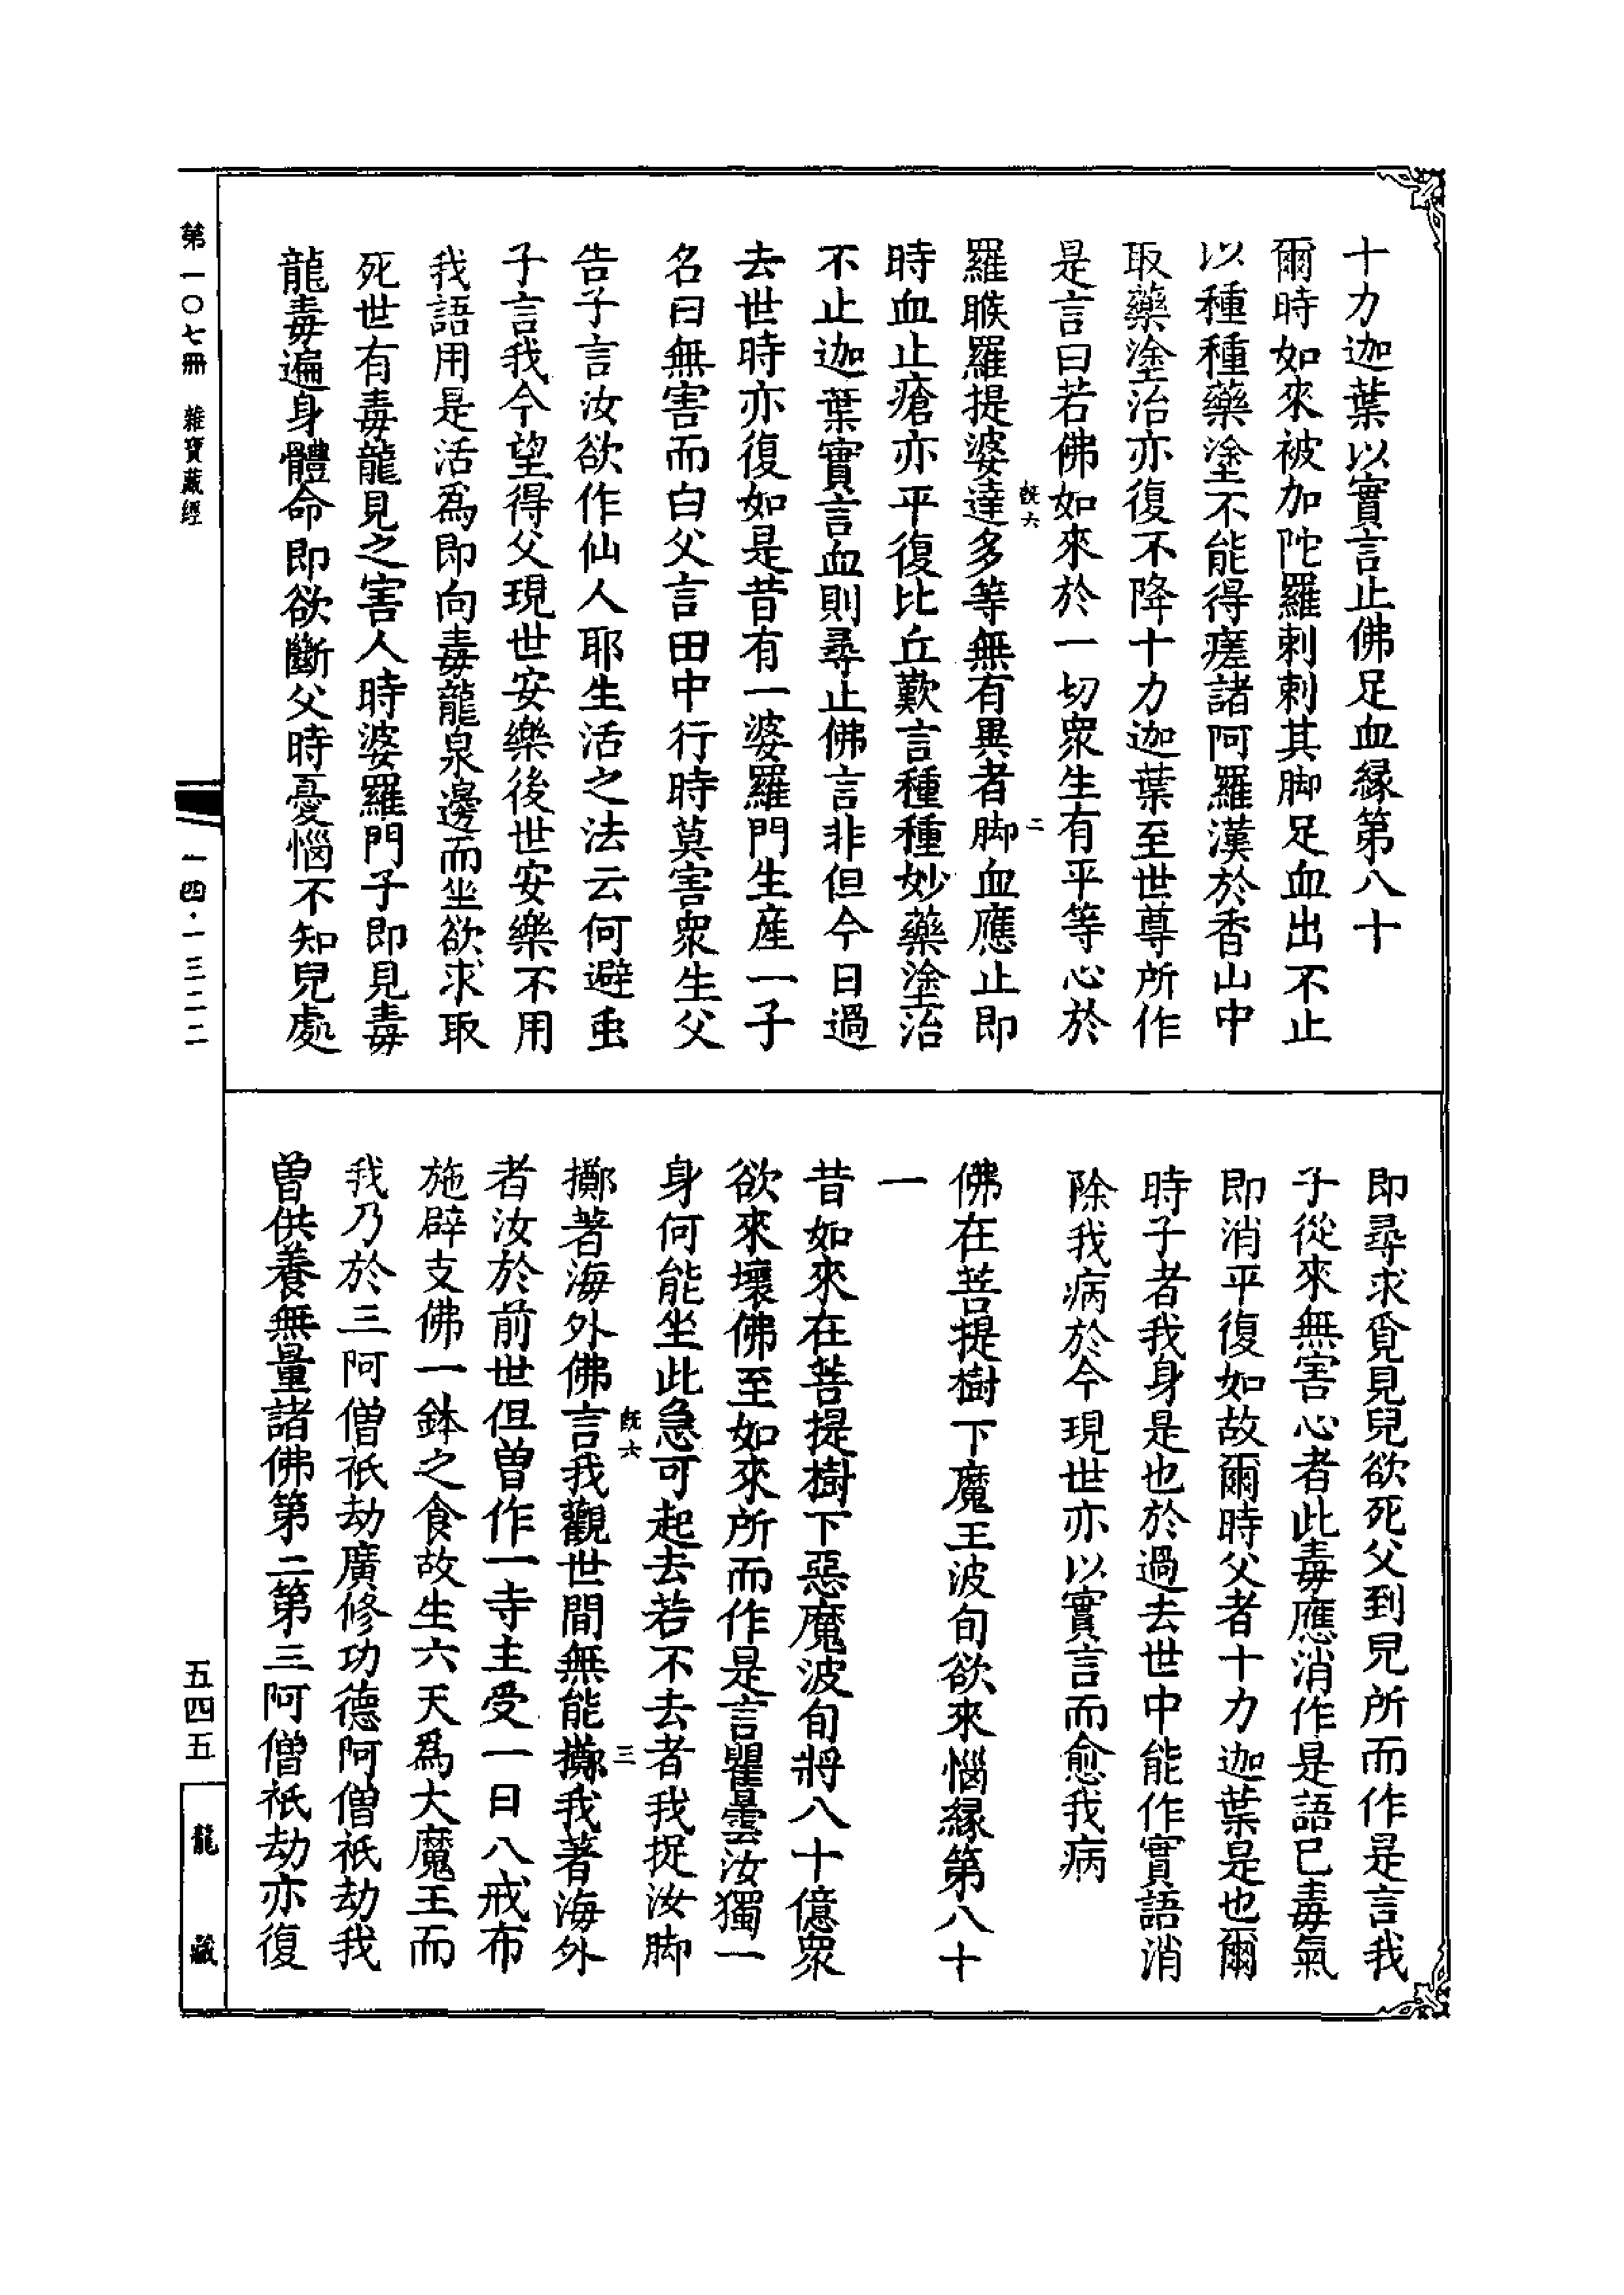 十力迦葉以實言止佛足血緣第八十
爾時如來被加陀羅刺刺其脚足血出不止
以種種藥塗不能得瘥諸阿羅漢於香山中
取藥塗治亦復不降十力迦葉至世尊所作
是言曰若佛如來於一切衆生有平等心於
既六
二
羅睺羅提婆達多等無有異者脚血應止即
時血止瘡亦平復比丘歎言種種妙藥塗治
不止迦葉實言血則尋止佛言非但今日過
去世時亦復如是昔有一婆羅門生産一子
名曰無害而白父言田中行時莫害衆生父
告子言汝欲作仙人耶生活之法云何避䖝
子言我今望得父現世安樂後世安樂不用
我語用是活爲即向毒龍泉邊而坐欲求取
死世有毒龍見之害人時婆羅門子即見毒
龍毒遍身體命即欲斷父時憂惱不知兒處
即尋求覓見兒欲死父到兒所而作是言我
子從來無害心者此毒應消作是語已毒氣
即消平復如故爾時父者十力迦葉是也爾
時子者我身是也於過去世中能作實語消
除我病於今現世亦以實言而愈我病
佛在菩提樹下魔王波旬欲來惱緣第八十
一
昔如來在菩提樹下惡魔波旬將八十億衆
欲來壞佛至如來所而作是言瞿曇汝獨一
身何能坐此急可起去若不去者我捉汝脚
既六
三
擲著海外佛言我觀世間無能擲我著海外
者汝於前世但曾作一寺主受一日八戒布
施辟支佛一鉢之食故生六天爲大魔王而
我乃於三阿僧祇劫廣修功德阿僧祇劫我
曾供養無量諸佛第二第三阿僧祇劫亦復
第一〇七冊 雜寶藏經
一四·一三二二
五四五
龍藏